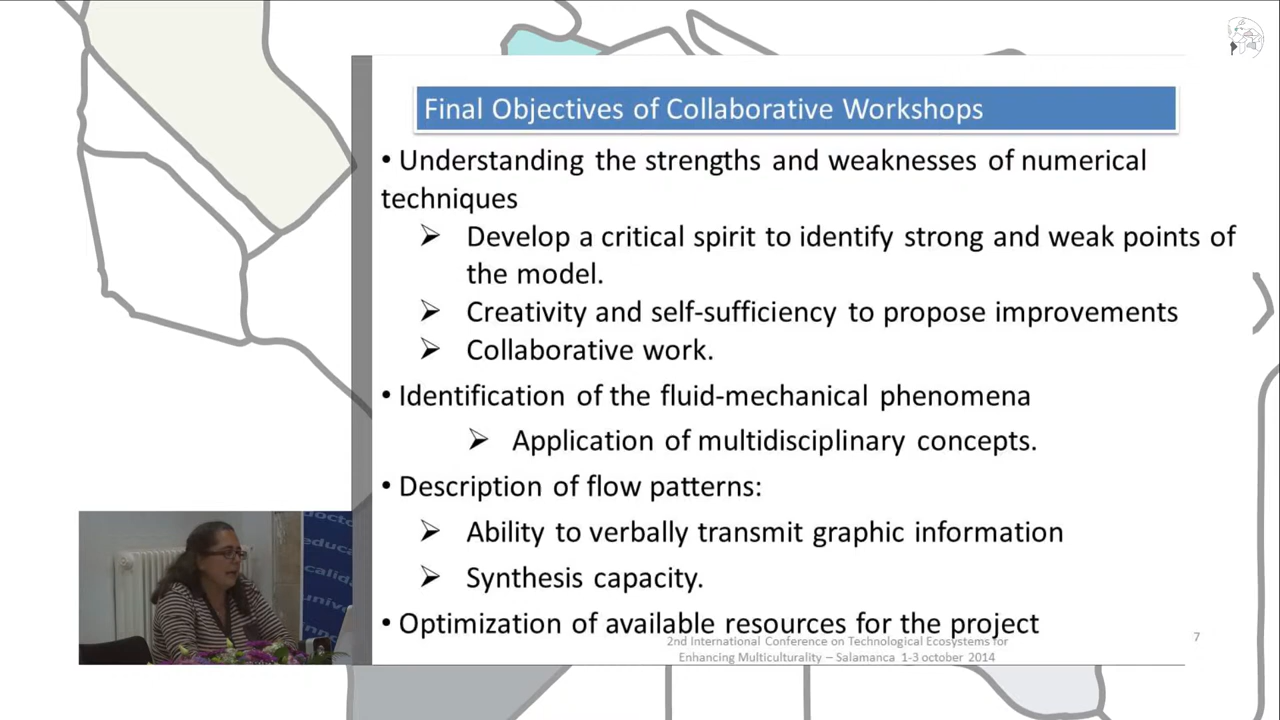 Final Objectives of Collaborative Workshops
• Understanding the strengths and weaknesses of numerical
techniques
➢ Develop a critical spirit to identify strong and weak points of
the model.
➢ Creativity and self-sufficiency to propose improvements
➢ Collaborative work.
• Identification of the fluid-mechanical phenomena
➢ Application of multidisciplinary concepts.
• Description of flow patterns:
➢ Ability to verbally transmit graphic information
➢ Synthesis capacity.
• Optimization of available resources for the project
2nd International Conference on Technological Ecosystems for
Enhancing Multiculturality – Salamanca 1-3 october 2014
7
docto
educa
calida
unive